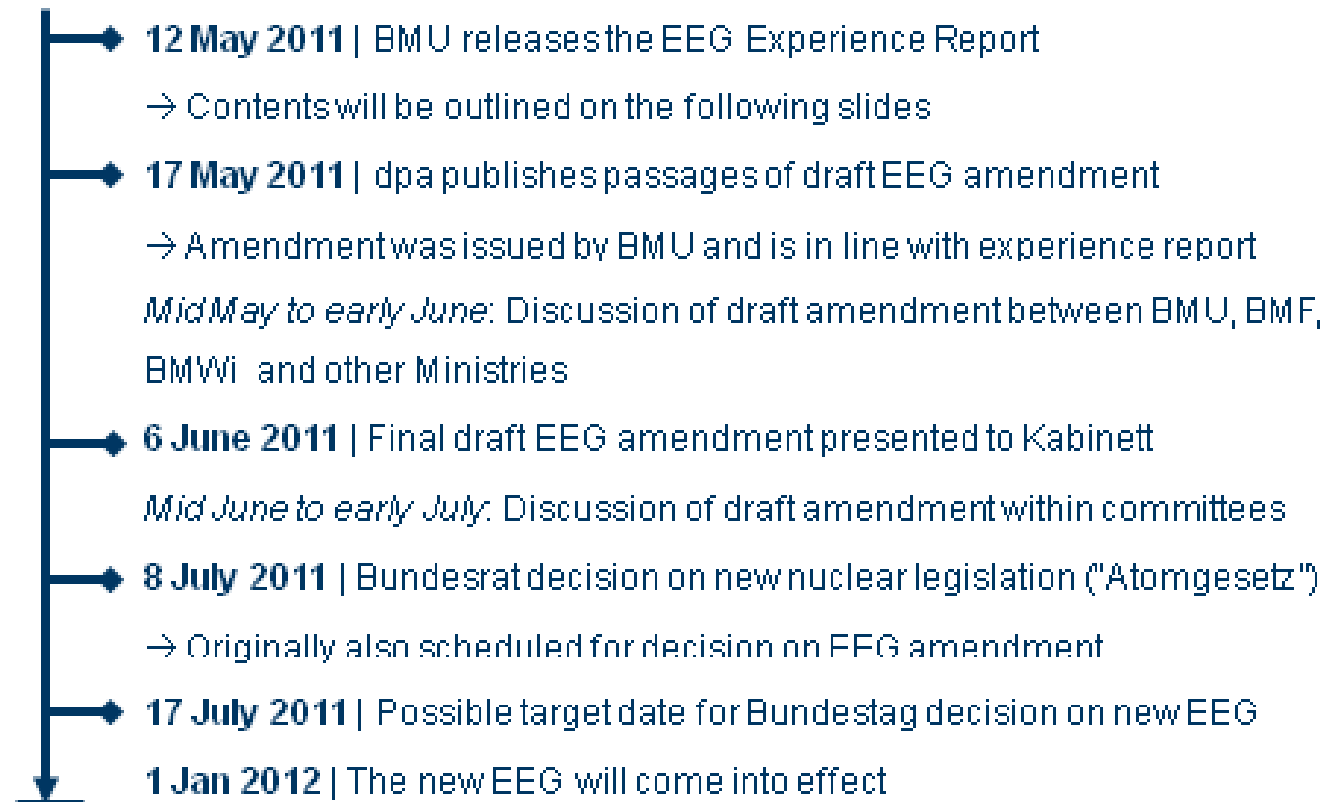 12 May 2011 | BMU releases the EEG Experience Report
→ Contents will be outlined on the following slides
17 May 2011 | dpa publishes passages of draft EEG amendment
→ Amendment was issued by BMU and is in line with experience report
Mid May to early June: Discussion of draft amendment between BMU, BMF,
BMWi and other Ministries
6 June 2011 | Final draft EEG amendment presented to Kabinett
Mid June to early July: Discussion of draft amendment within committees
8 July 2011 | Bundesrat decision on new nuclear legislation ("Atomgesetz")
→ Originally also scheduled for decision on EEG amendment
17 July 2011 | Possible target date for Bundestag decision on new EEG
1 Jan 2012 | The new EEG will come into effect